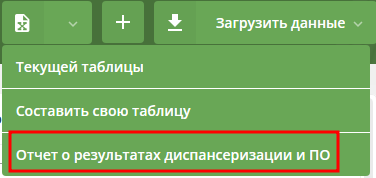 Загрузить данные
Текущей таблицы
Составить свою таблицу
Отчет о результатах диспансеризации и ПО